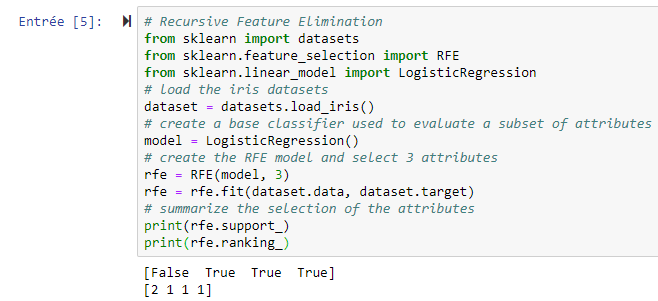 Entrée [5]:
# Recursive Feature Elimination
from sklearn import datasets
from sklearn.feature_selection import RFE
from sklearn.linear_model import LogisticRegression
# load the iris datasets
dataset = datasets.load_iris()
# create a base classifier used to evaluate a subset of attributes
model = LogisticRegression()
# create the RFE model and select 3 attributes
rfe = RFE(model, 3)
rfe = rfe.fit(dataset.data, dataset.target)
# summarize the selection of the attributes
print(rfe.support_)
print(rfe.ranking_)
[False  True  True  True]
[2 1 1 1]